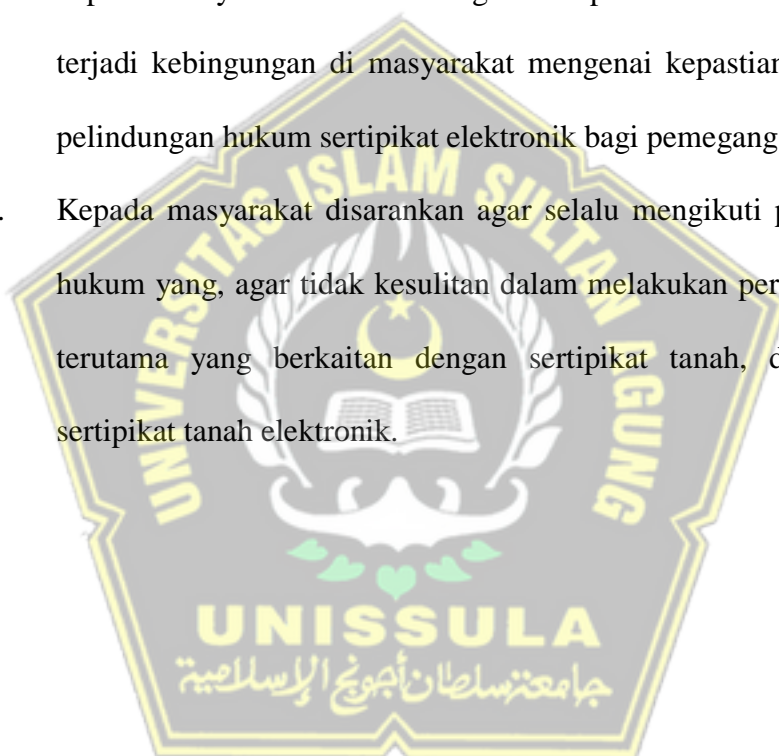 terjadi kebingungan di masyarakat mengenai kepastian
pelindungan hukum sertipikat elektronik bagi pemegang
Kepada masyarakat disarankan agar selalu mengikuti p
hukum yang, agar tidak kesulitan dalam melakukan per
terutama yang berkaitan dengan sertipikat tanah, d
sertipikat tanah elektronik.
UNIVERSITAS ISLAM SULTAN AGUNG
UNISSULA
جامعة سلطان أجونج الإسلامية